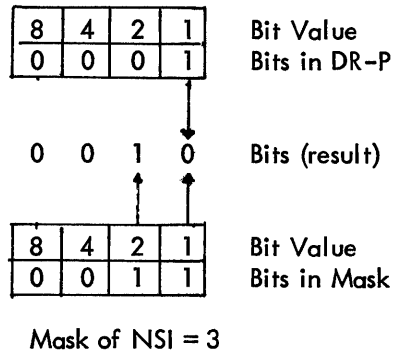 8 4 2 1 Bit Value
0 0 0 1 Bits in DR-P
0 0 1 0 Bits (result)
8 4 2 1 Bit Value
0 0 1 1 Bits in Mask
Mask of NSI = 3